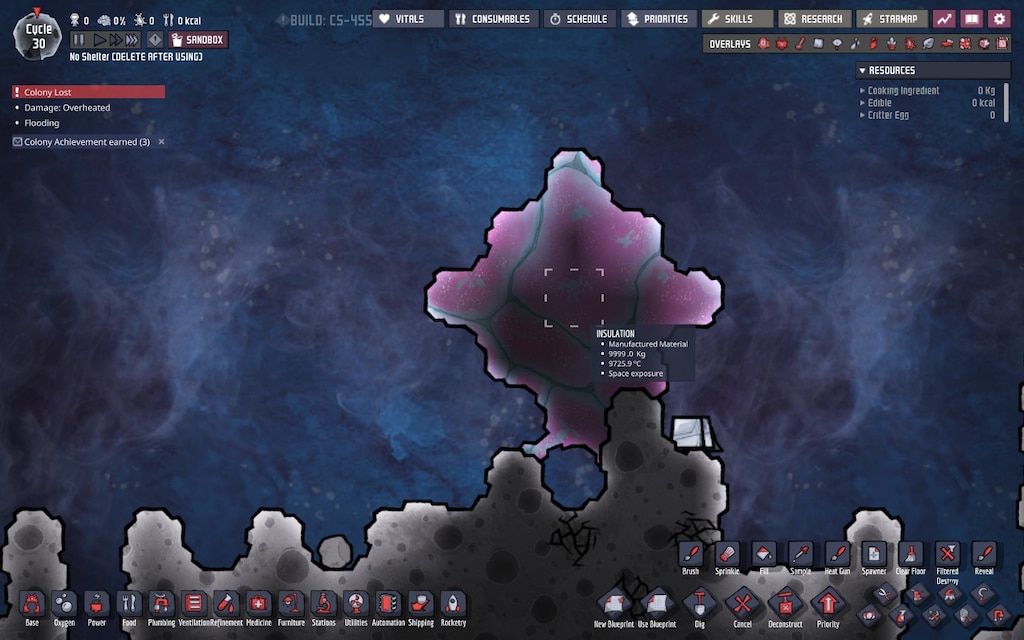 Cycle
30
0 0% 0 0 kcal
BUILD: CS-455
VITALS
CONSUMABLES
SCHEDULE
PRIORITIES
SKILLS
RESEARCH
STARMAP
SANDBOX
No Shelter [DELETE AFTER USING]
OVERLAYS
RESOURCES
Cooking Ingredient 0 Kg
Edible 0 kcal
Critter Egg 0
! Colony Lost
• Damage: Overheated
• Flooding
Colony Achievement earned (3) ×
INSULATION
• Manufactured Material
• 9999.0 Kg
• 9725.9 °C
• Space exposure
Brush
Sprinkle
Fill
Sample
Heat Gun
Spawner
Clear Floor
Filtered
Destroy
Reveal
Base
Oxygen
Power
Food
Plumbing
Ventilation
Refinement
Medicine
Furniture
Stations
Utilities
Automation
Shipping
Rocketry
New Blueprint
Use Blueprint
Dig
Cancel
Deconstruct
Priority